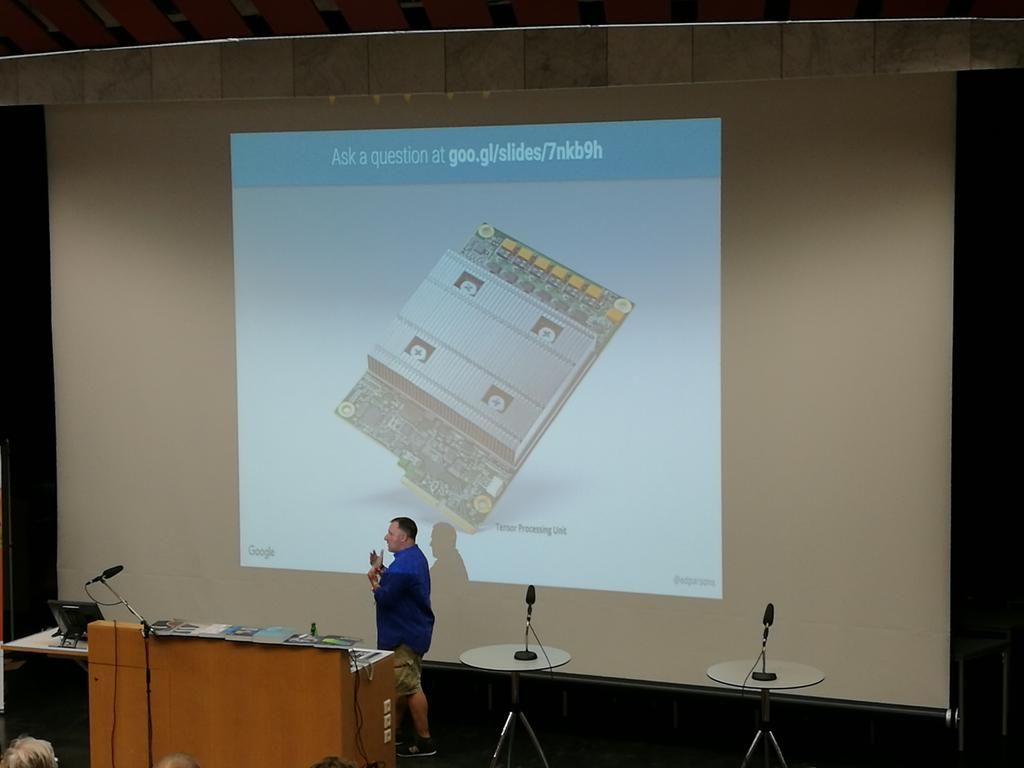 Ask a question at goo.gl/slides/7nkb9h
Tensor Processing Unit
Google
@edparsons